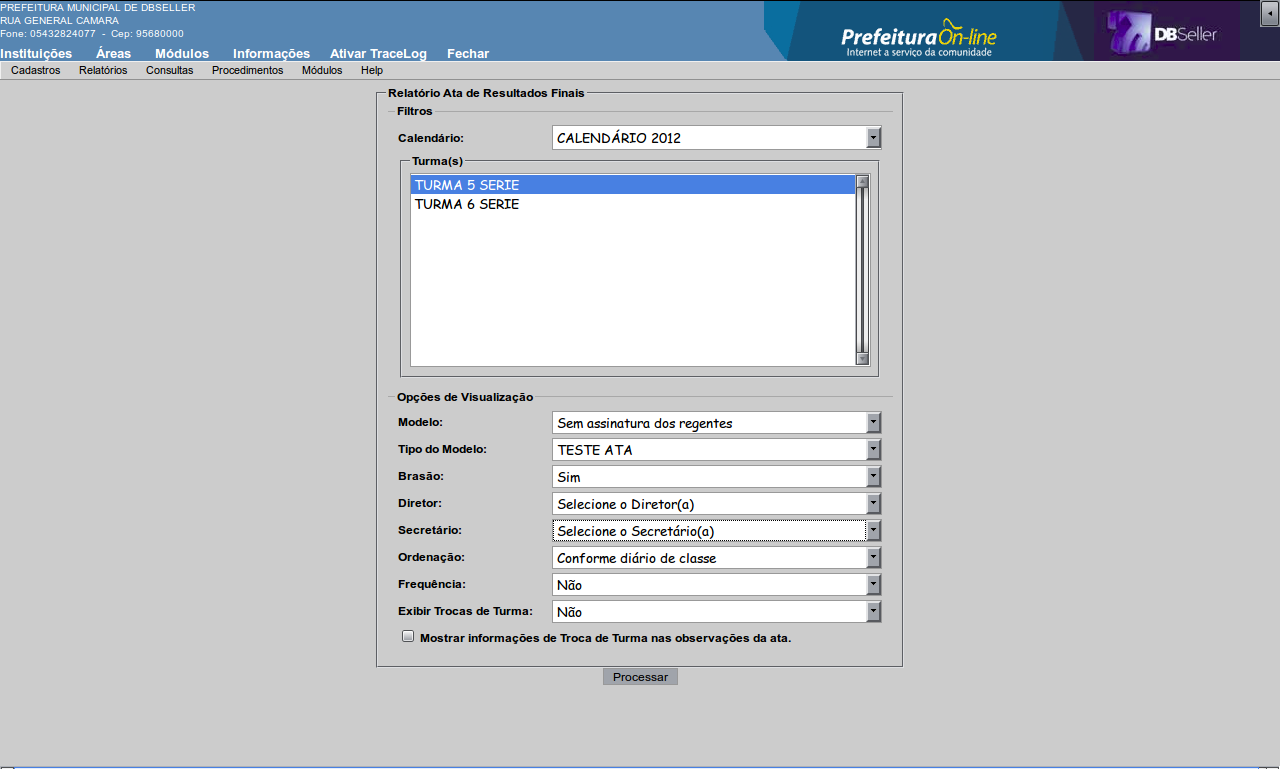 PREFEITURA MUNICIPAL DE DBSELLER
RUA GENERAL CAMARA
Fone: 05432824077 - Cep: 95680000
Instituições Áreas Módulos Informações Ativar TraceLog Fechar
Prefeitura On-line
Internet a serviço da comunidade
DBSeller
Cadastros Relatórios Consultas Procedimentos Módulos Help
Relatório Ata de Resultados Finais
Filtros
Calendário: CALENDÁRIO 2012
Turma(s)
TURMA 5 SERIE
TURMA 6 SERIE
Opções de Visualização
Modelo: Sem assinatura dos regentes
Tipo do Modelo: TESTE ATA
Brasão: Sim
Diretor: Selecione o Diretor(a)
Secretário: Selecione o Secretário(a)
Ordenação: Conforme diário de classe
Frequência: Não
Exibir Trocas de Turma: Não
Mostrar informações de Troca de Turma nas observações da ata.
Processar